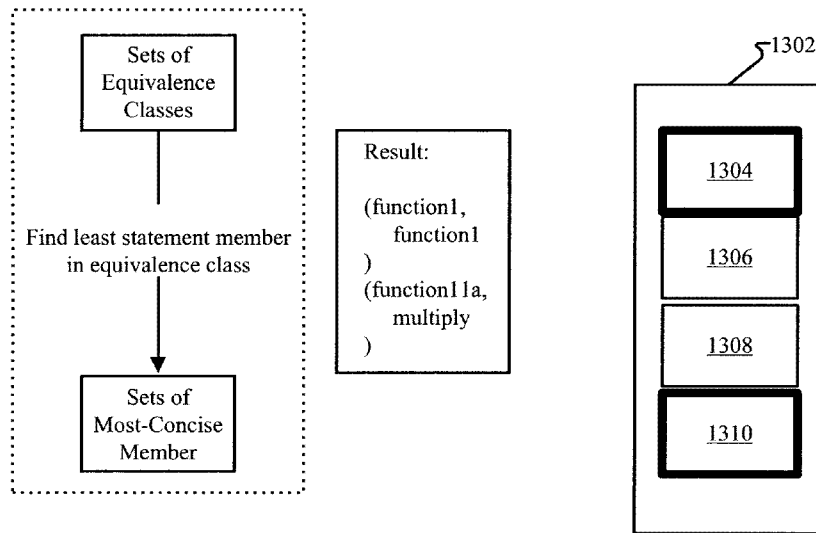 Sets of
Equivalence
Classes
Find least statement member
in equivalence class
Sets of
Most-Concise
Member
Result:
(function1,
function1
)
(function11a,
multiply
)
1302
1304
1306
1308
1310